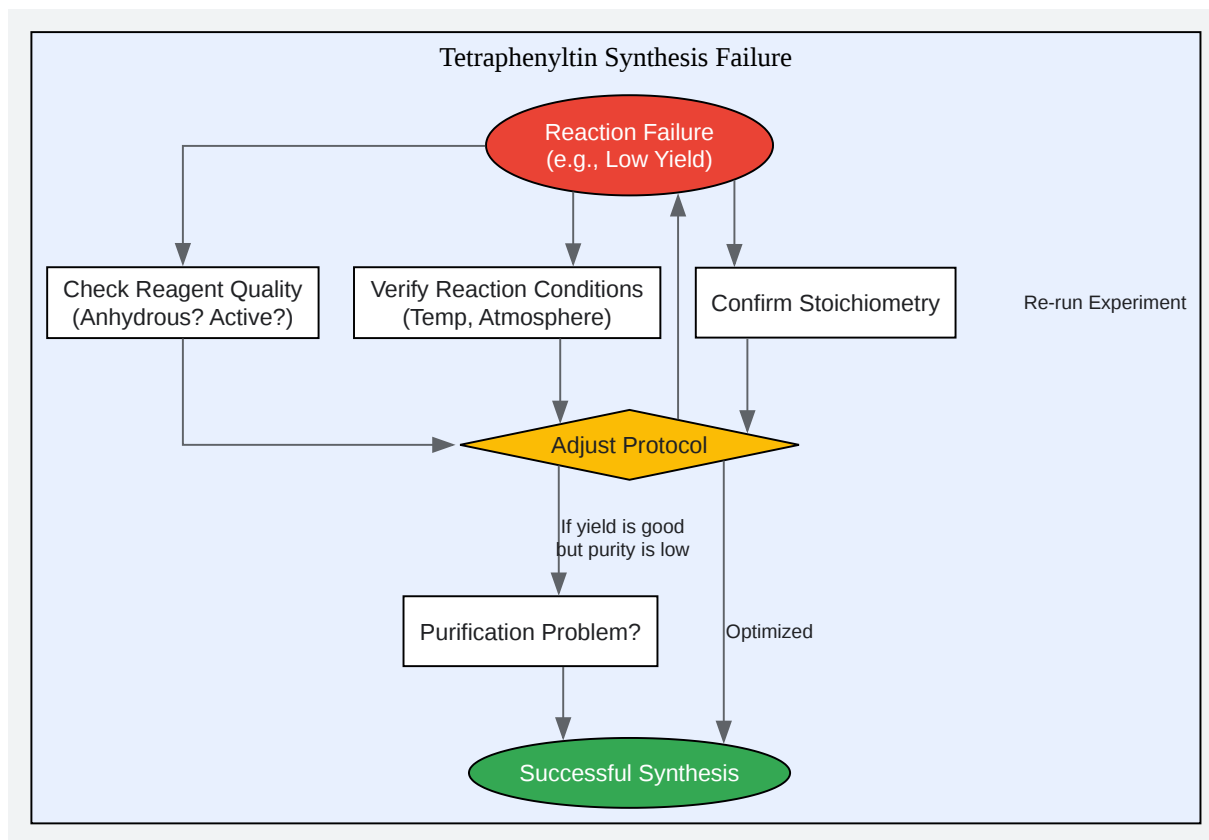 Tetraphenyltin Synthesis Failure
Reaction Failure
(e.g., Low Yield)
Check Reagent Quality
(Anhydrous? Active?)
Verify Reaction Conditions
(Temp, Atmosphere)
Confirm Stoichiometry
Re-run Experiment
Adjust Protocol
If yield is good
but purity is low
Purification Problem?
Optimized
Successful Synthesis